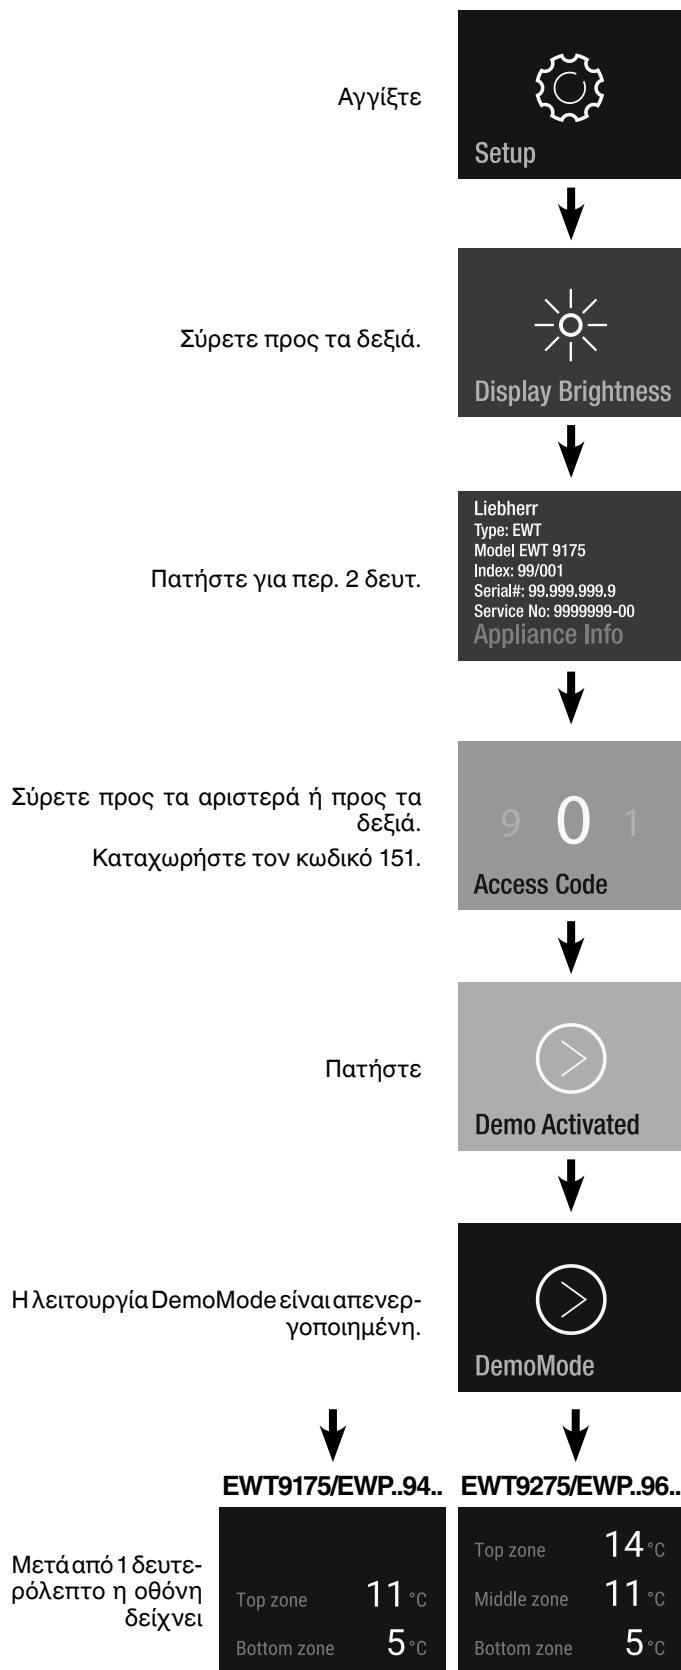 Αγγίξτε
Setup
Σύρετε προς τα δεξιά.
Display Brightness
Liebherr
Type: EWT
Model EWT 9175
Index: 99/001
Serial#: 99.999.999.9
Service No: 9999999-00
Appliance Info
Πατήστε για περ. 2 δευτ.
Σύρετε προς τα αριστερά ή προς τα
δεξιά.
Καταχωρήστε τον κωδικό 151.
9 0 1
Access Code
Πατήστε
Demo Activated
Η λειτουργία DemoMode είναι απενερ-
γοποιημένη.
DemoMode
EWT9175/EWP..94..
EWT9275/EWP..96..
Μετά από 1 δευτε-
ρόλεπτο η οθόνη
δείχνει
Top zone 11 °C
Bottom zone 5 °C
Top zone 14 °C
Middle zone 11 °C
Bottom zone 5 °C